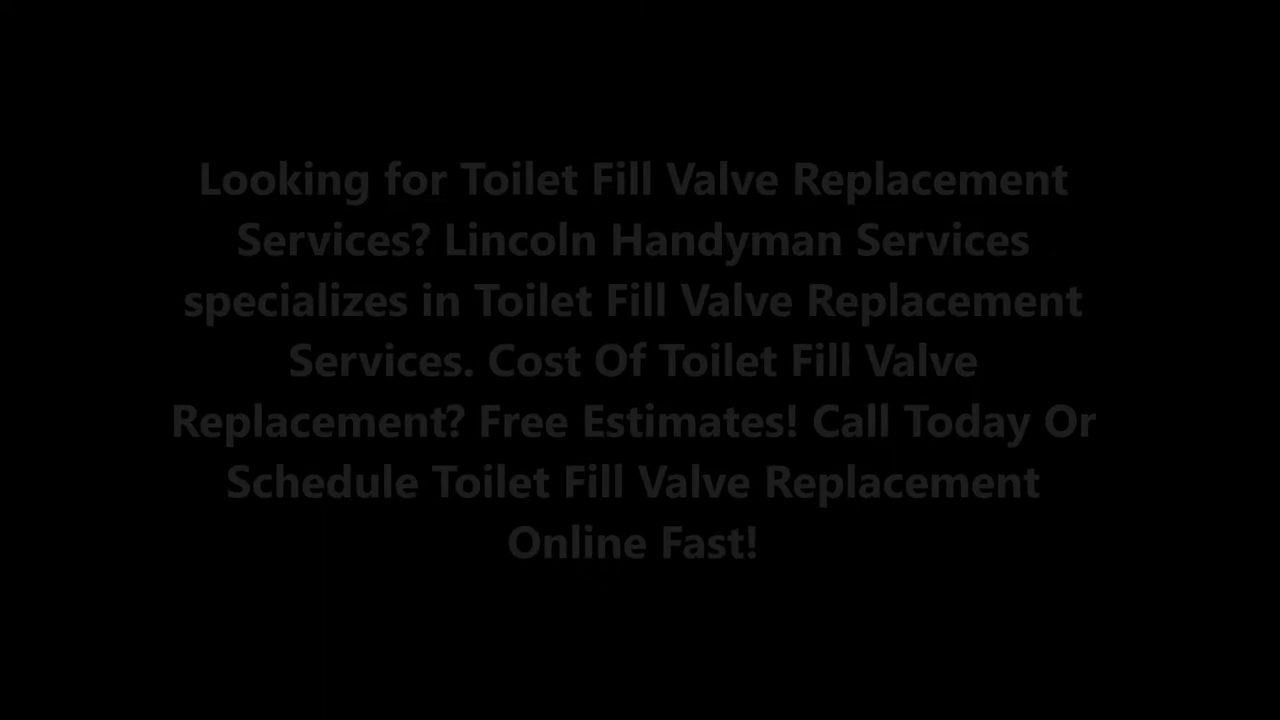 Looking for Toilet Fill Valve Replacement
Services? Lincoln Handyman Services
specializes in Toilet Fill Valve Replacement
Services. Cost Of Toilet Fill Valve
Replacement? Free Estimates! Call Today Or
Schedule Toilet Fill Valve Replacement
Online Fast!